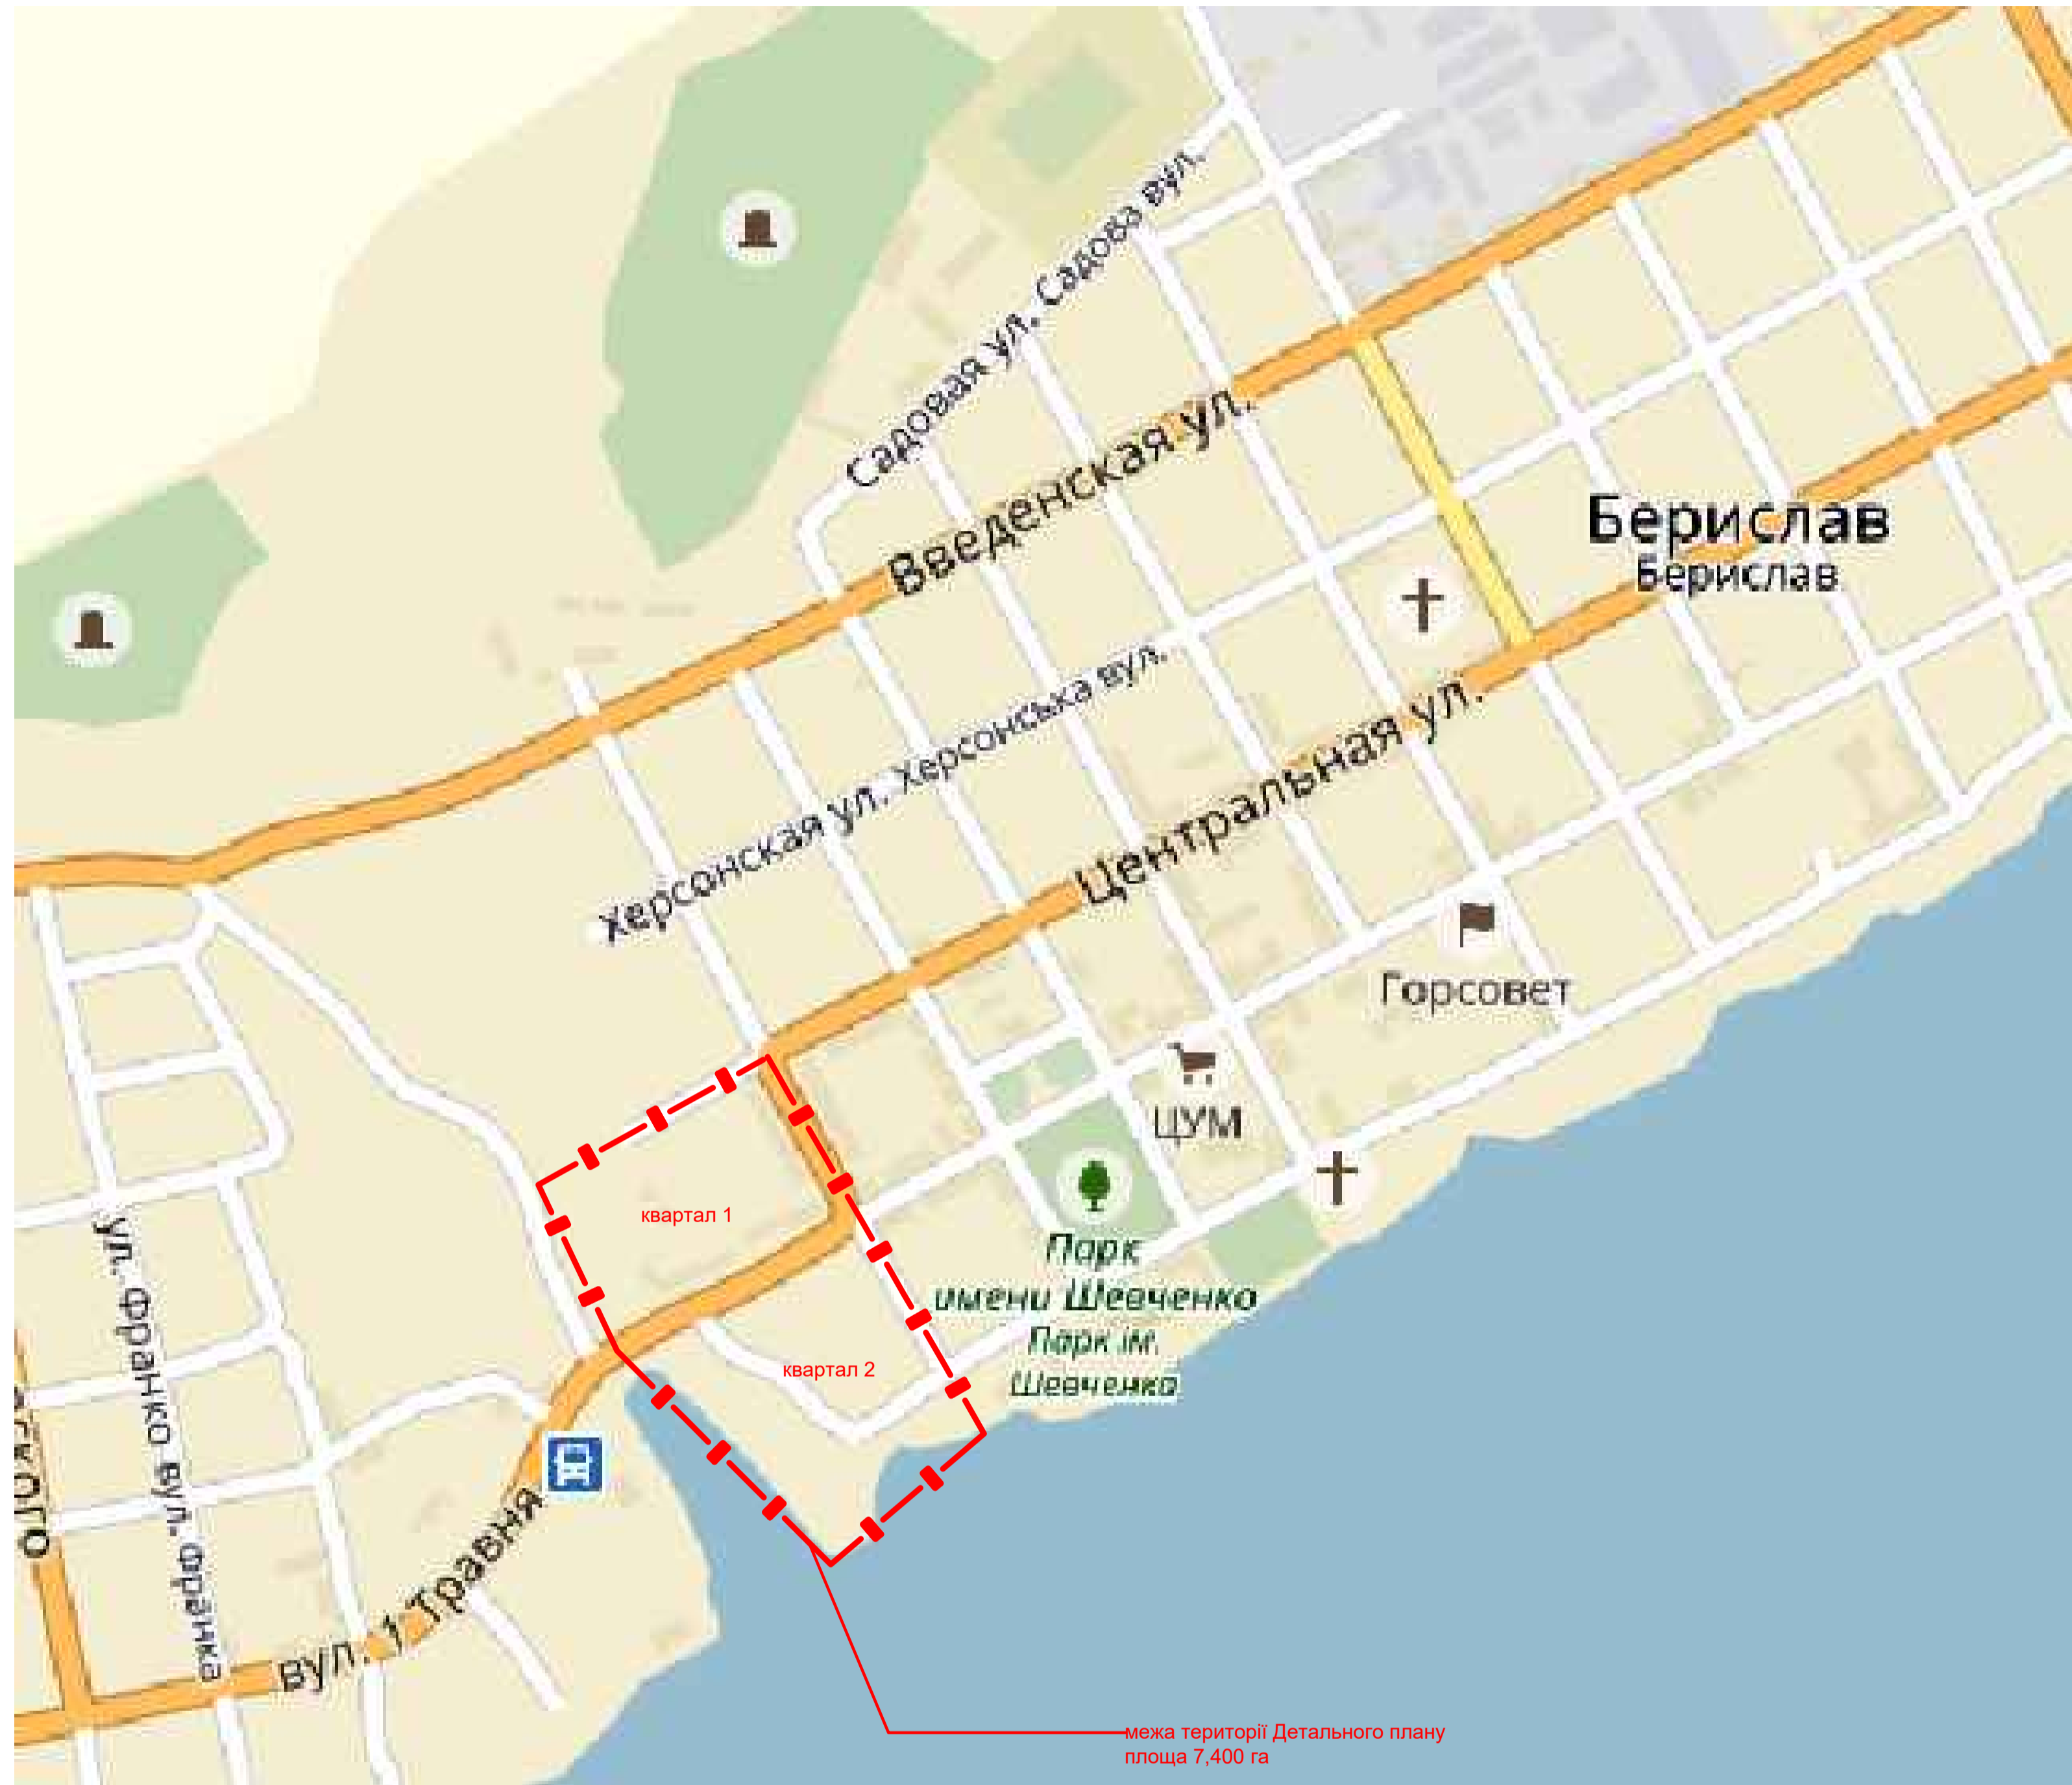 Садовая ул. Садова вул.
Введенская ул.
Берислав
Берислав
Херсонская ул. Херсонська вул.
Центральная ул.
Горсовет
ЦУМ
квартал 1
Парк
имени Шевченко
Парк ім.
Шевченка
квартал 2
ул. Франко вул. Франка
вул. 1 Травня
межа території Детального плану
площа 7,400 га